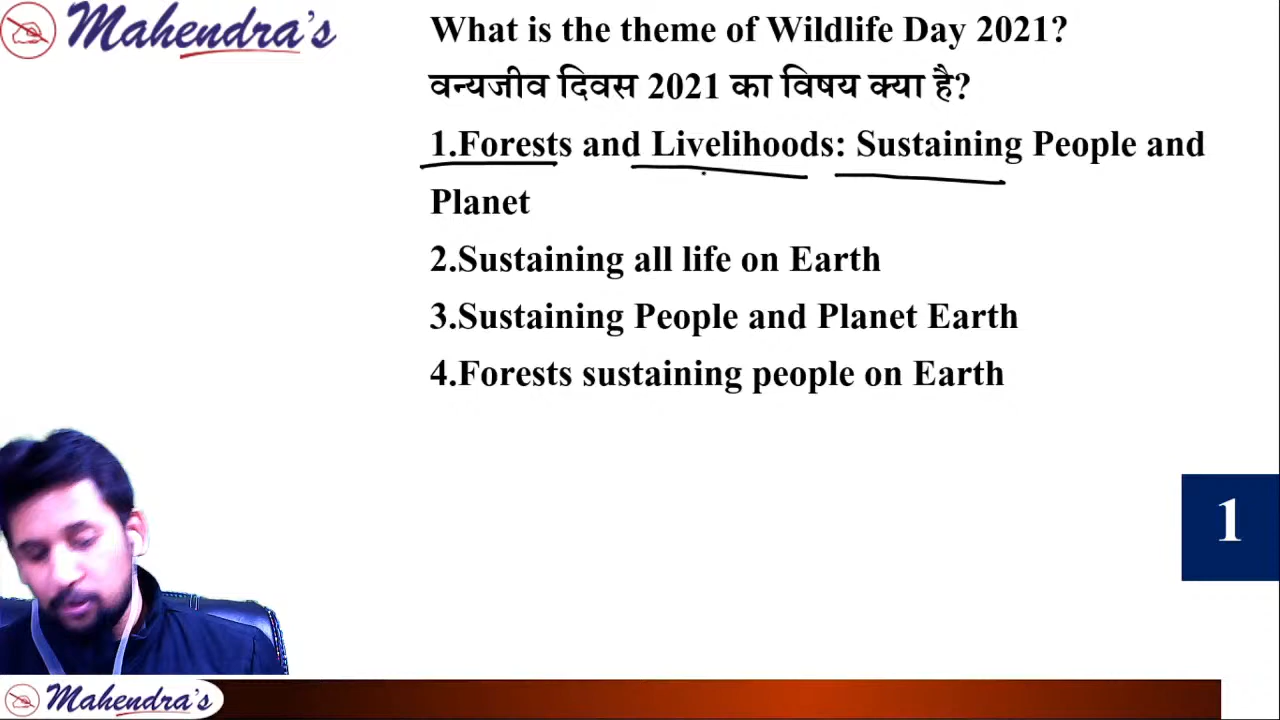 Mahendra's
What is the theme of Wildlife Day 2021?
वन्यजीव दिवस 2021 का विषय क्या है?
1.Forests and Livelihoods: Sustaining People and
Planet
2.Sustaining all life on Earth
3.Sustaining People and Planet Earth
4.Forests sustaining people on Earth
1
Mahendra's